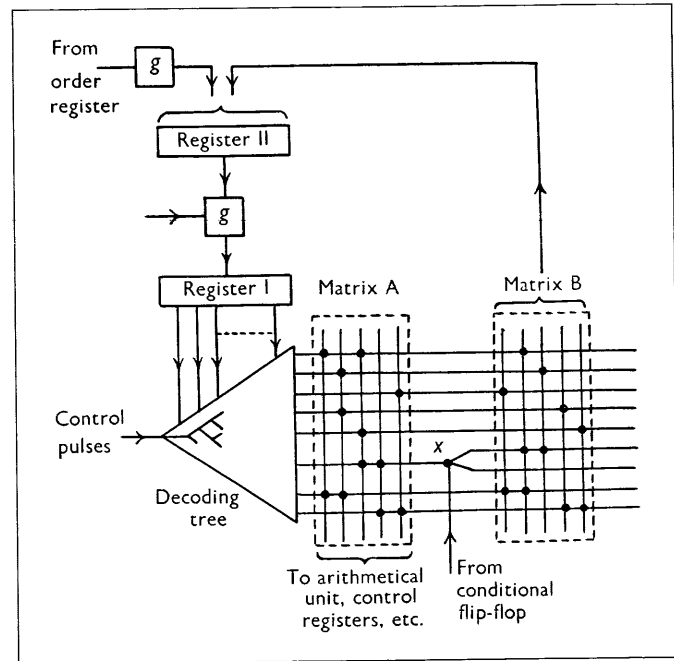 From
order
register
g
Register II
g
Register I
Matrix A
Matrix B
Control
pulses
x
Decoding
tree
To arithmetical
unit, control
registers, etc.
From
conditional
flip-flop